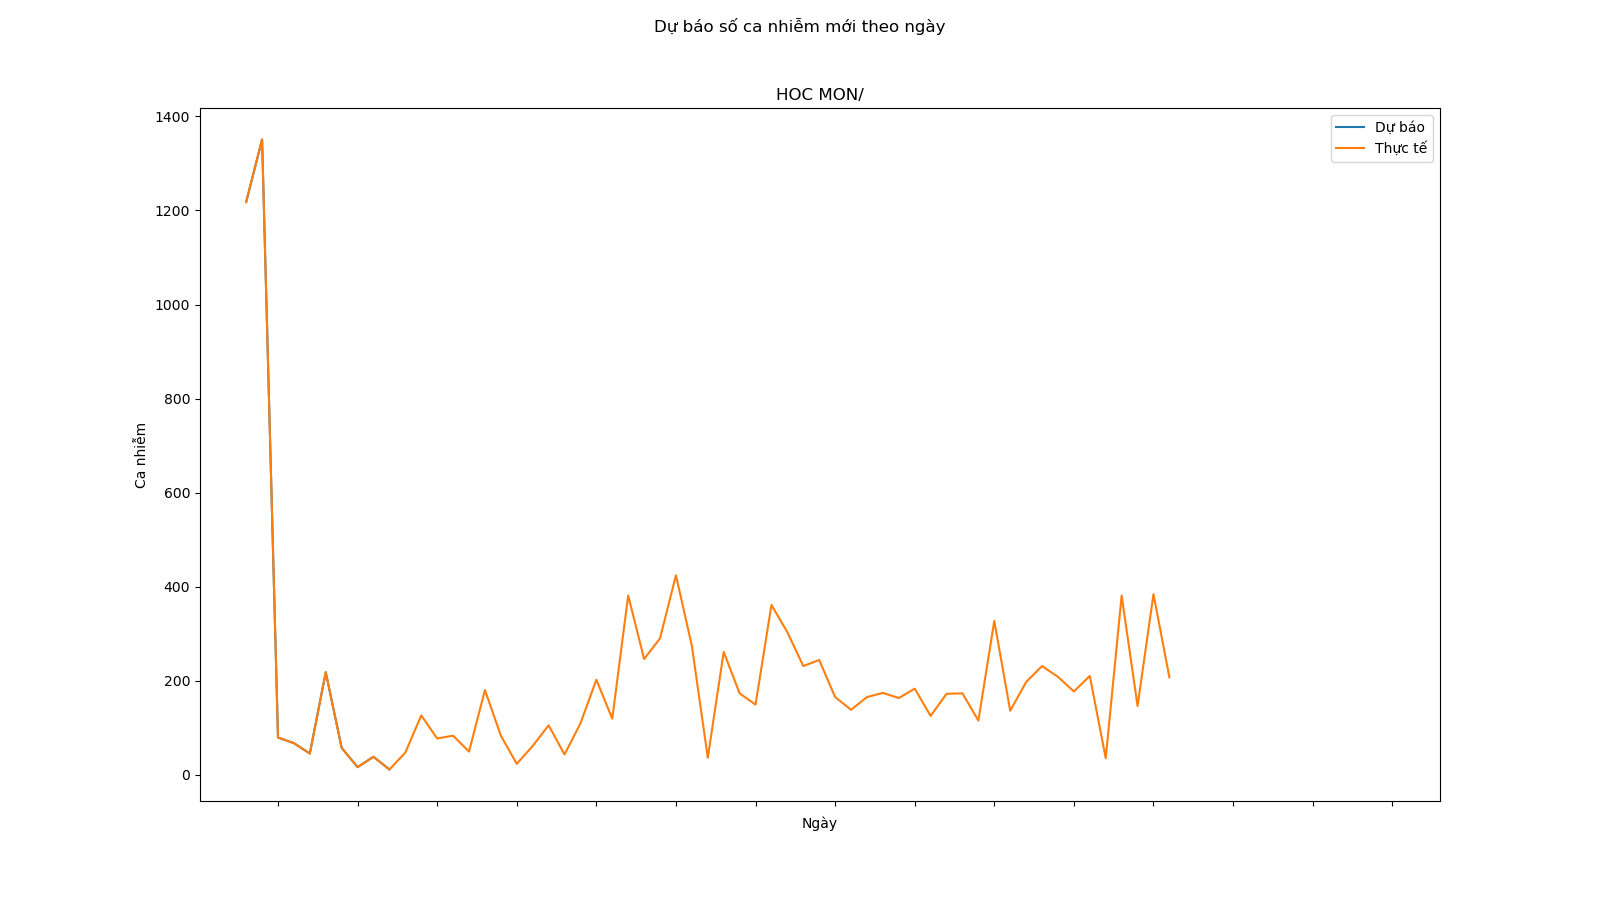 Dự báo số ca nhiễm mới theo ngày
HOC MON/
1400
1200
1000
800
600
400
200
0
Ca nhiễm
Dự báo
Thực tế
Ngày